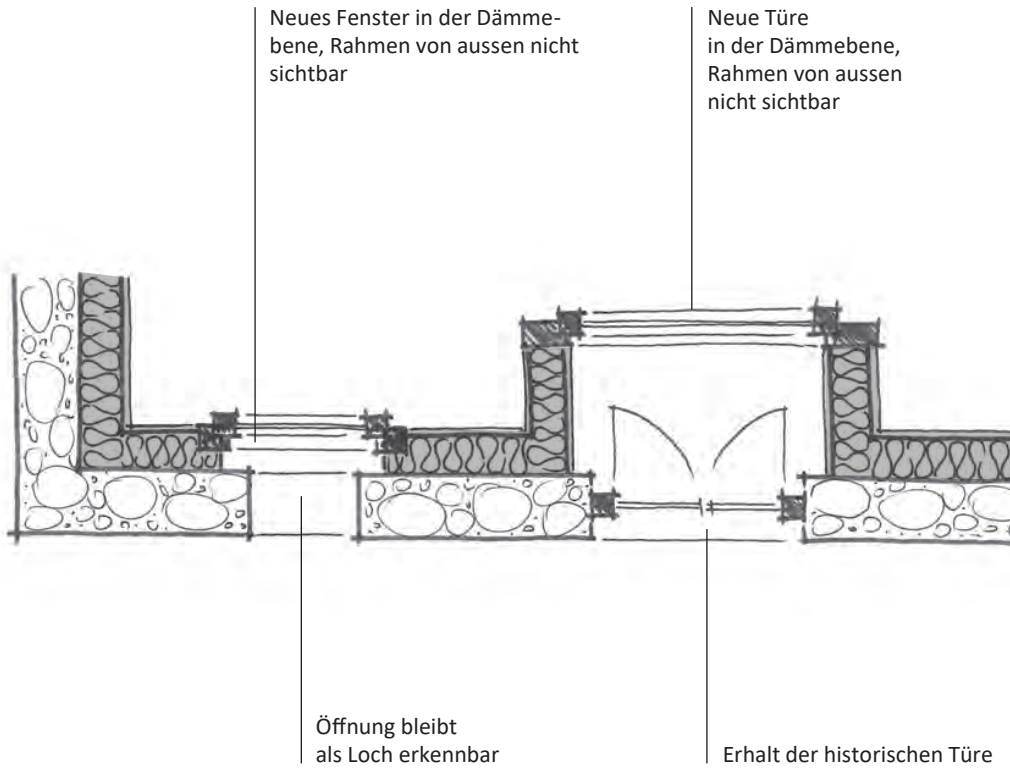 Neues Fenster in der Dämme-
bene, Rahmen von aussen nicht
sichtbar
Neue Türe
in der Dämmebene,
Rahmen von aussen
nicht sichtbar
Öffnung bleibt
als Loch erkennbar
Erhalt der historischen Türe